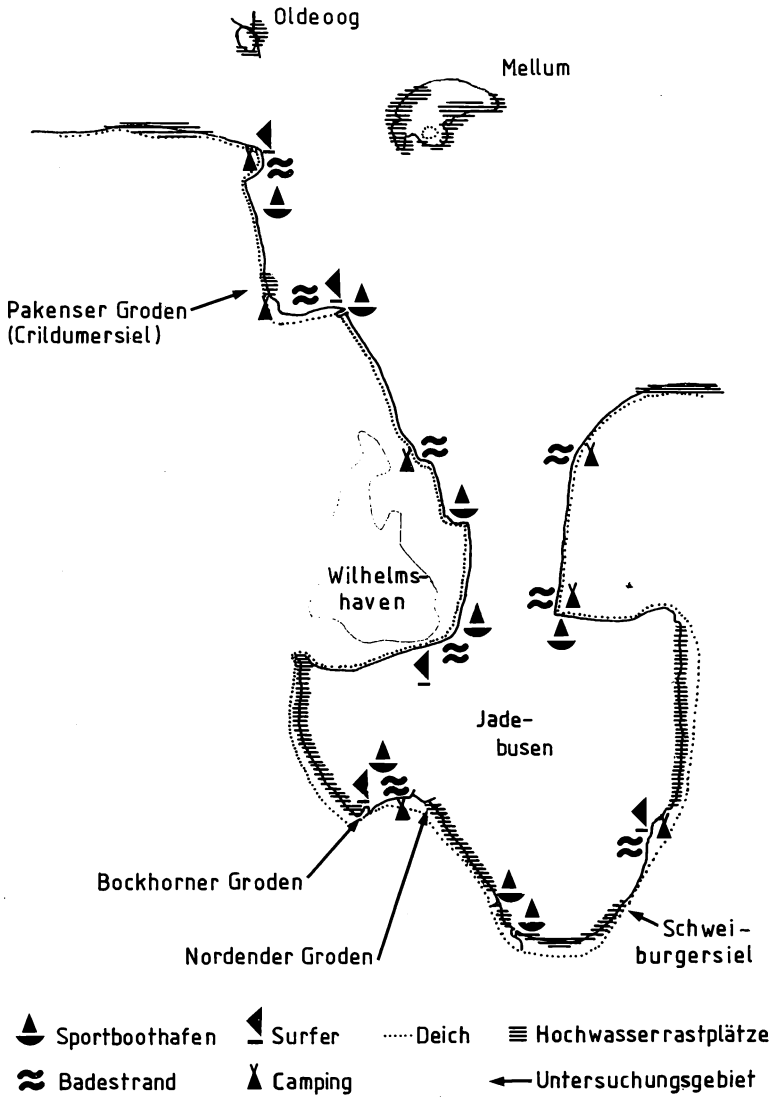 Oldeoog
Mellum
Pakenser Groden
(Crildumersiel)
Wilhelms-
haven
Jade-
busen
Bockhorner Groden
Nordender Groden
Schwei-
burgersiel
Sportboothafen
Surfer
Deich
Hochwasserrastplätze
Badestrand
Camping
Untersuchungsgebiet